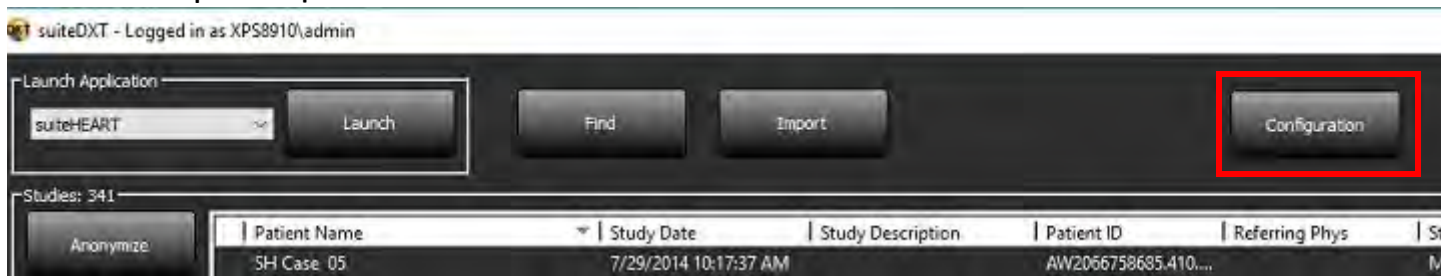 suiteDXT - Logged in as XPS8910\admin
Launch Application
suiteHEART Launch Find Import Configuration
Studies: 341
Anonymize Patient Name Study Date Study Description Patient ID Referring Phys
SH Case 05 7/29/2014 10:17:37 AM AW2066758685.410....